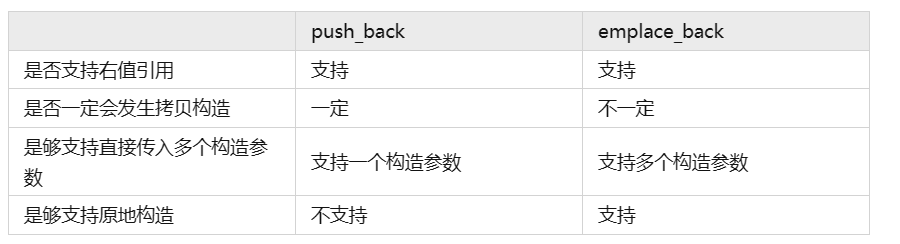 push_back emplace_back
是否支持右值引用 支持 支持
是否一定会发生拷贝构造 一定 不一定
是够支持直接传入多个构造参
数 支持一个构造参数 支持多个构造参数
是够支持原地构造 不支持 支持